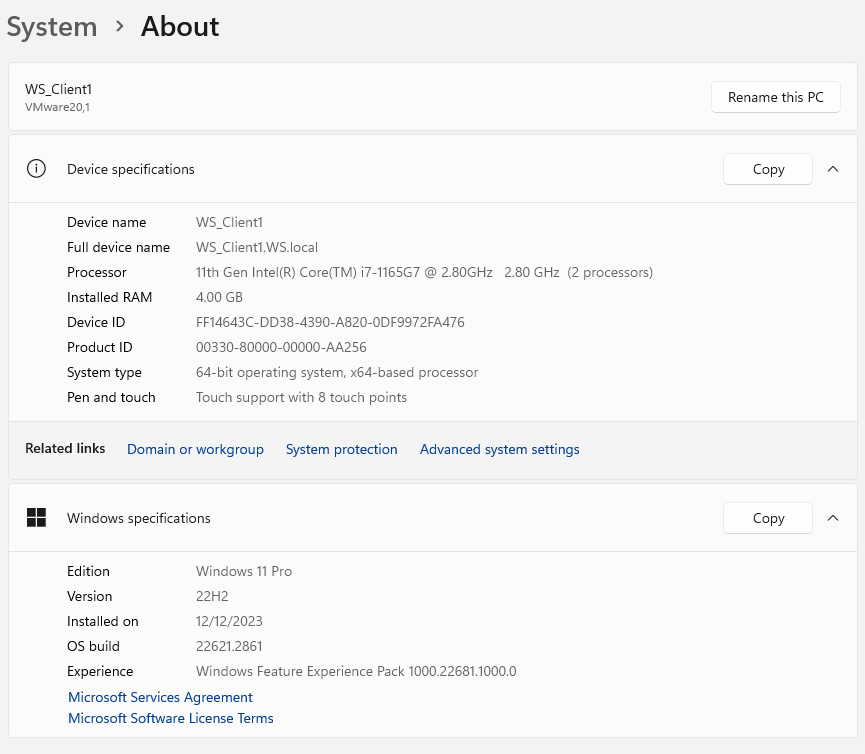 System > About
WS_Client1
VMware20,1
Rename this PC
Device specifications
Copy
Device name WS_Client1
Full device name WS_Client1.WS.local
Processor 11th Gen Intel(R) Core(TM) i7-1165G7 @ 2.80GHz 2.80 GHz (2 processors)
Installed RAM 4.00 GB
Device ID FF14643C-DD38-4390-A820-0DF9972FA476
Product ID 00330-80000-00000-AA256
System type 64-bit operating system, x64-based processor
Pen and touch Touch support with 8 touch points
Related links Domain or workgroup System protection Advanced system settings
Windows specifications
Copy
Edition Windows 11 Pro
Version 22H2
Installed on 12/12/2023
OS build 22621.2861
Experience Windows Feature Experience Pack 1000.22681.1000.0
Microsoft Services Agreement
Microsoft Software License Terms